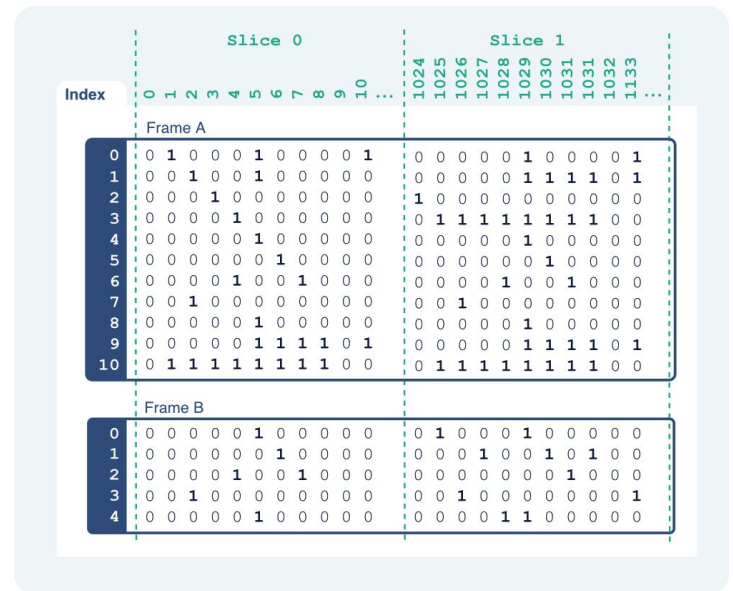 Slice 0 Slice 1
Index 0 1 2 3 4 5 6 7 8 9 10 ... 1024 1025 1026 1027 1028 1029 1030 1031 1031 1032 1133 ...
Frame A
0 0 1 0 0 0 1 0 0 0 0 1 0 0 0 0 0 1 0 0 0 0 1
1 0 0 1 0 0 1 0 0 0 0 0 0 0 0 0 0 1 1 1 1 0 1
2 0 0 0 1 0 0 0 0 0 0 0 1 0 0 0 0 0 0 0 0 0 0
3 0 0 0 0 1 0 0 0 0 0 0 0 1 1 1 1 1 1 1 1 0 0
4 0 0 0 0 0 1 0 0 0 0 0 0 0 0 0 0 1 0 0 0 0 0
5 0 0 0 0 0 0 1 0 0 0 0 0 0 0 0 0 0 1 0 0 0 0
6 0 0 0 0 1 0 0 1 0 0 0 0 0 0 0 1 0 0 1 0 0 0
7 0 0 1 0 0 0 0 0 0 0 0 0 0 1 0 0 0 0 0 0 0 0
8 0 0 0 0 0 1 0 0 0 0 0 0 0 0 0 0 1 0 0 0 0 0
9 0 0 0 0 0 1 1 1 1 0 1 0 0 0 0 0 1 1 1 1 0 1
10 0 1 1 1 1 1 1 1 1 0 0 0 1 1 1 1 1 1 1 1 0 0
Frame B
0 0 0 0 0 0 1 0 0 0 0 0 0 1 0 0 0 1 0 0 0 0 0
1 0 0 0 0 0 0 1 0 0 0 0 0 0 0 1 0 0 1 0 1 0 0
2 0 0 0 0 1 0 0 1 0 0 0 0 0 0 0 0 0 0 1 0 0 0
3 0 0 1 0 0 0 0 0 0 0 0 0 0 1 0 0 0 0 0 0 0 1
4 0 0 0 0 0 1 0 0 0 0 0 0 0 0 0 1 1 0 0 0 0 0